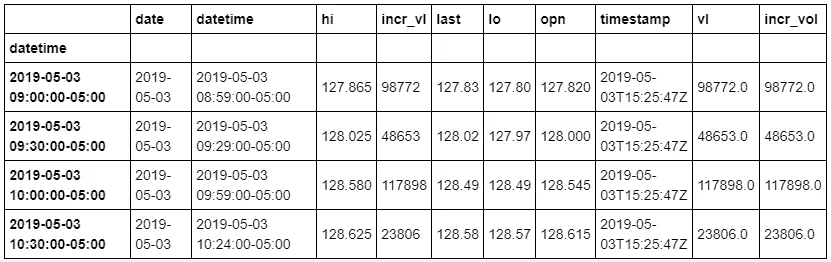 date datetime hi incr_vl last lo opn timestamp vl incr_vol
datetime
2019-05-03 2019- 2019-05-03 2019-05-
09:00:00-05:00 05-03 08:59:00-05:00 127.865 98772 127.83 127.80 127.820 03T15:25:47Z 98772.0 98772.0
2019-05-03 2019- 2019-05-03 2019-05-
09:30:00-05:00 05-03 09:29:00-05:00 128.025 48653 128.02 127.97 128.000 03T15:25:47Z 48653.0 48653.0
2019-05-03 2019- 2019-05-03 2019-05-
10:00:00-05:00 05-03 09:59:00-05:00 128.580 117898 128.49 128.49 128.545 03T15:25:47Z 117898.0 117898.0
2019-05-03 2019- 2019-05-03 2019-05-
10:30:00-05:00 05-03 10:24:00-05:00 128.625 23806 128.58 128.57 128.615 03T15:25:47Z 23806.0 23806.0